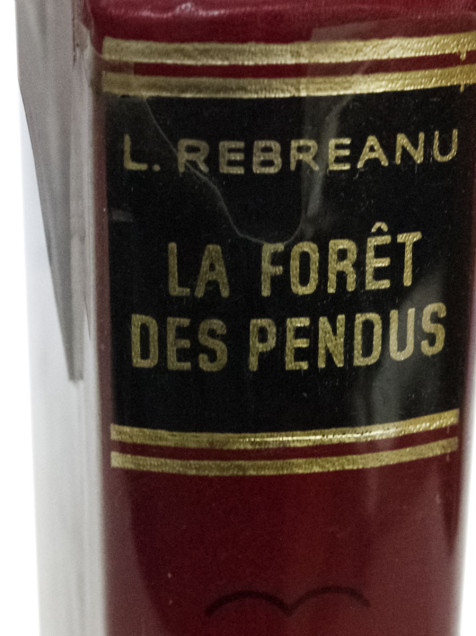 L. REBREANU
LA FORÊT
DES PENDUS